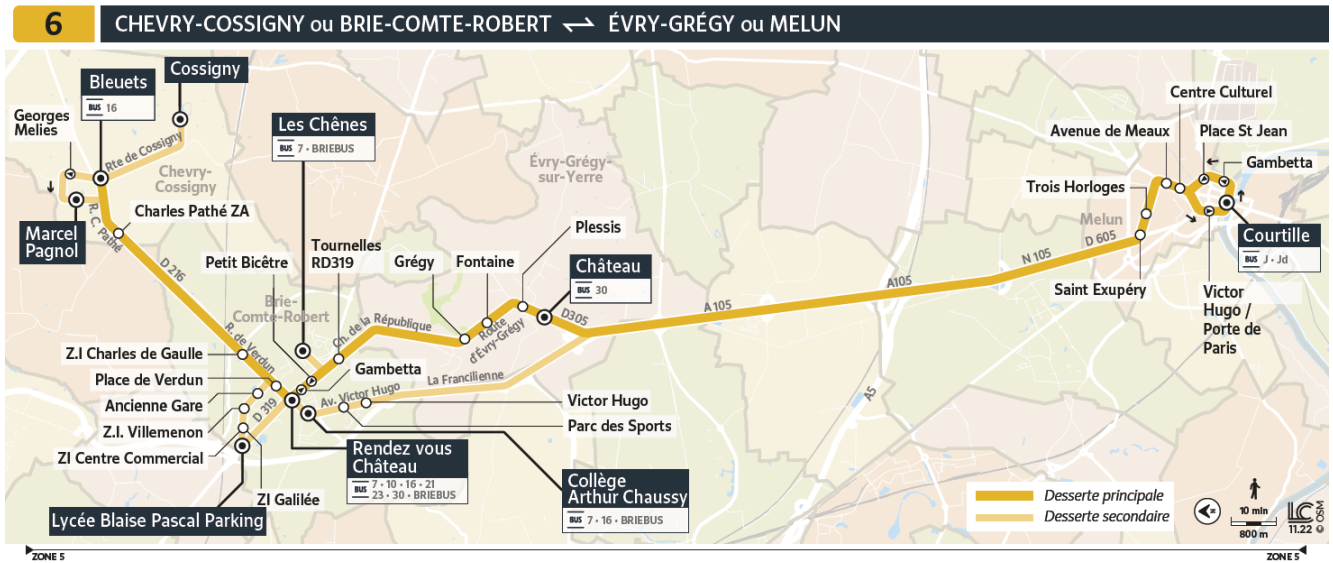 6
CHEVRY-COSSIGNY ou BRIE-COMTE-ROBERT ⇌ ÉVRY-GRÉGY ou MELUN
Cossigny
Bleuets
BUS 16
Georges
Melies
Rte de Cossigny
Chevry-
Cossigny
Marcel
Pagnol
R. C. Pathé
Charles Pathé ZA
D 216
Les Chênes
BUS 7 • BRIEBUS
Évry-Grégy-
sur-Yerre
Petit Bicêtre
Tournelles
RD319
Brie-
Comte-Robert
R. de Verdun
Ch. de la République
Grégy
Fontaine
Plessis
Route
d'Évry-Grégy
Château
BUS 30
D305
A 105
A105
N 105
D 605
A5
Centre Culturel
Avenue de Meaux
Place St Jean
Gambetta
Trois Horloges
Melun
Courtille
BUS J • Jd
Saint Exupéry
Victor
Hugo /
Porte de
Paris
Z.I Charles de Gaulle
Place de Verdun
Ancienne Gare
Z.I. Villemenon
ZI Centre Commercial
D 319
ZI Galilée
Lycée Blaise Pascal Parking
Gambetta
Av. Victor Hugo
La Francilienne
Victor Hugo
Parc des Sports
Rendez vous
Château
BUS 7 • 10 • 16 • 21
23 • 30 • BRIEBUS
Collège
Arthur Chaussy
BUS 7 • 16 • BRIEBUS
Desserte principale
Desserte secondaire
10 min
800 m
LC
11.22
© OSM
ZONE 5
ZONE 5